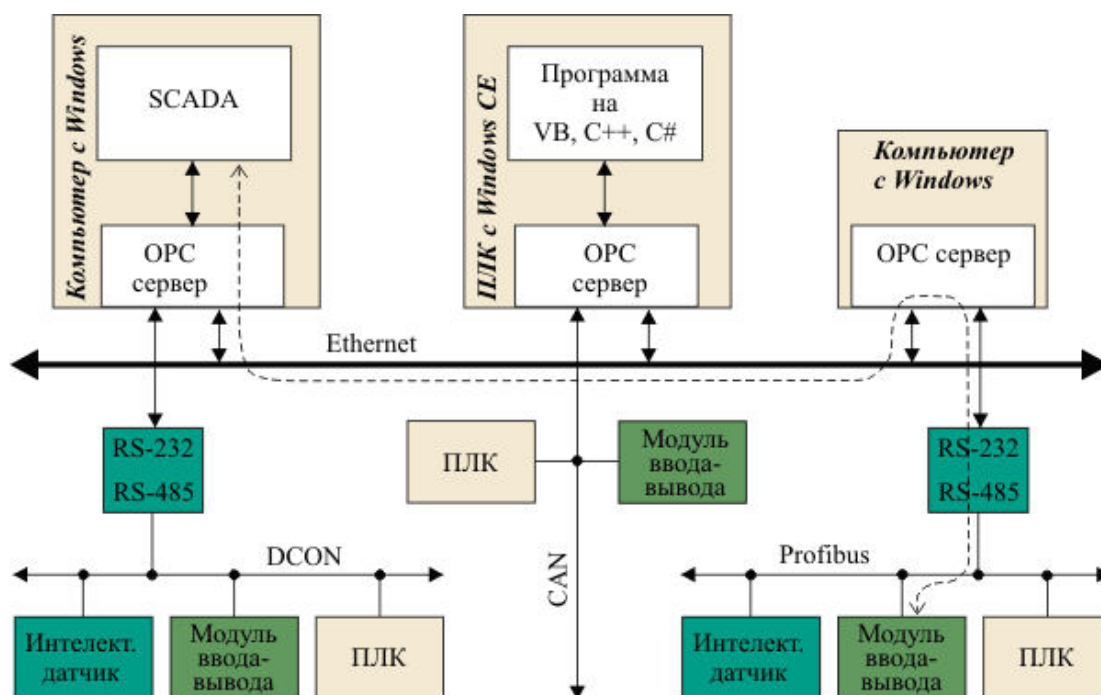 Компьютер с Windows
SCADA
OPC
сервер
ПЛК с Windows CE
Программа
на
VB, C++, C#
OPC
сервер
Компьютер
с Windows
OPC сервер
Ethernet
RS-232
RS-485
ПЛК
Модуль
ввода-
вывода
RS-232
RS-485
DCON
CAN
Profibus
Интелект.
датчик
Модуль
ввода-
вывода
ПЛК
Интелект.
датчик
Модуль
ввода-
вывода
ПЛК